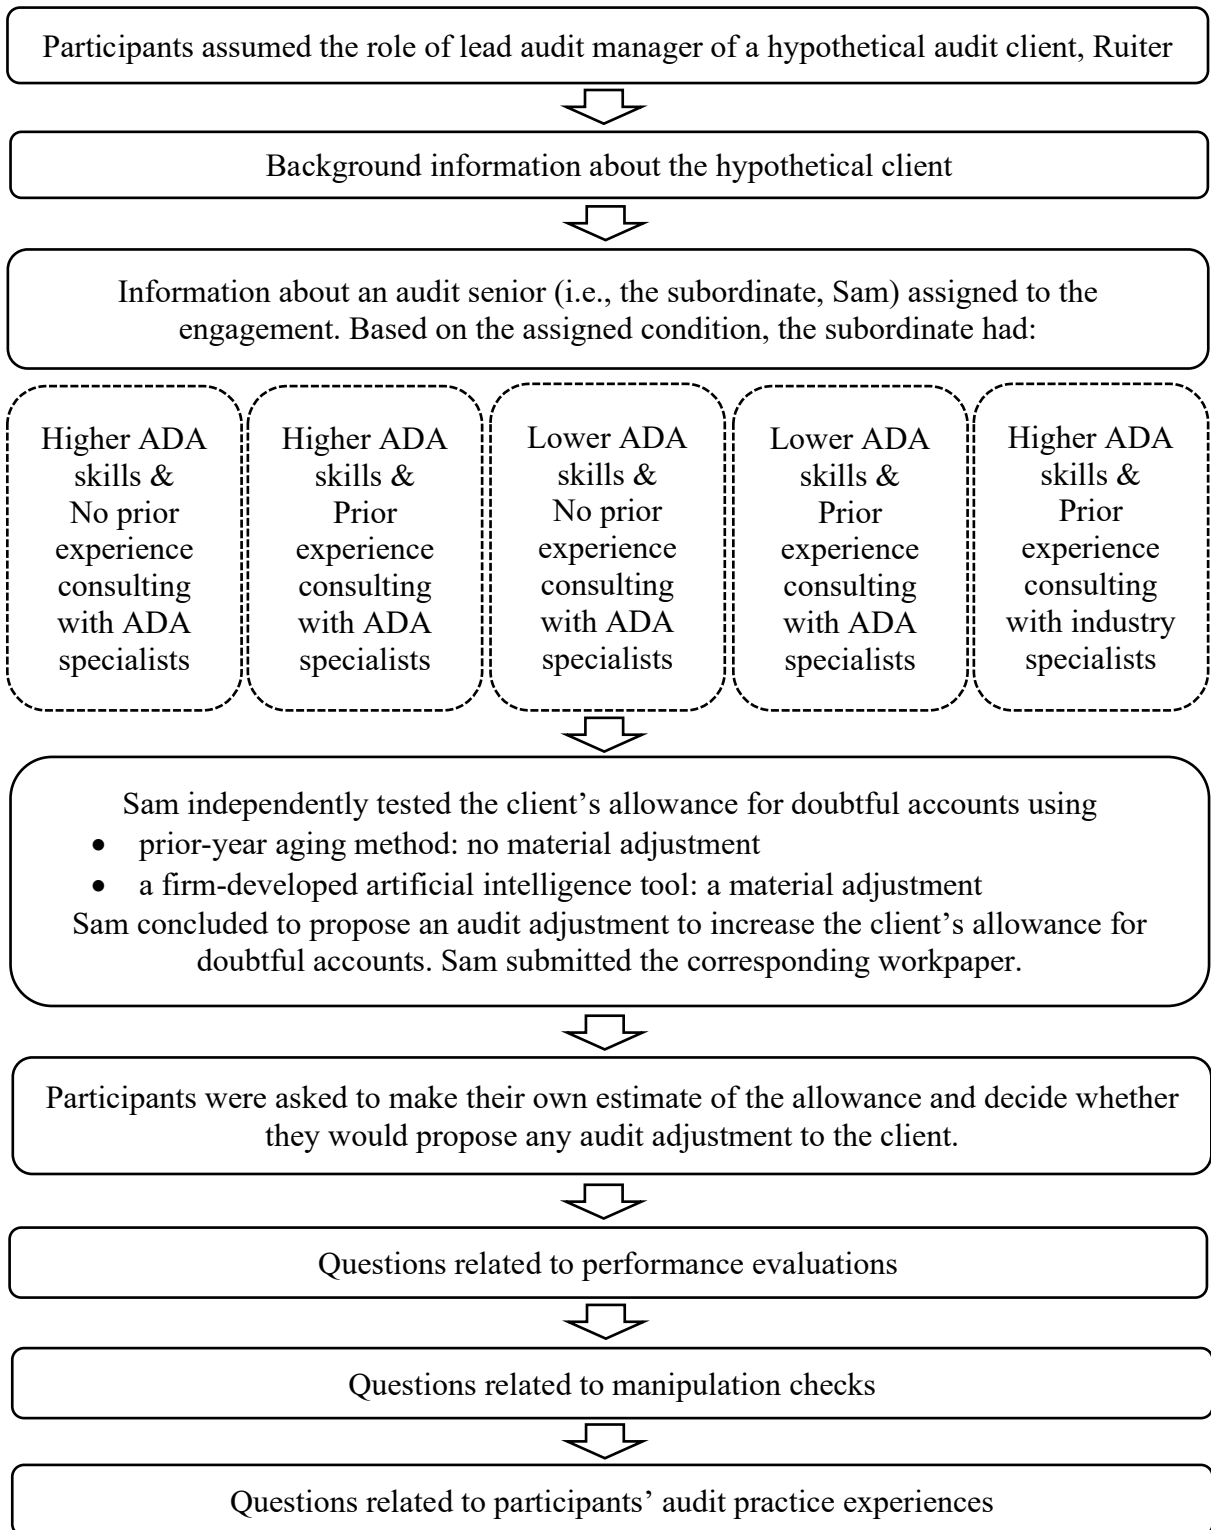 Participants assumed the role of lead audit manager of a hypothetical audit client, Ruiter
Background information about the hypothetical client
Information about an audit senior (i.e., the subordinate, Sam) assigned to the
engagement. Based on the assigned condition, the subordinate had:
Higher ADA
skills &
No prior
experience
consulting
with ADA
specialists
Higher ADA
skills &
Prior
experience
consulting
with ADA
specialists
Lower ADA
skills &
No prior
experience
consulting
with ADA
specialists
Lower ADA
skills &
Prior
experience
consulting
with ADA
specialists
Higher ADA
skills &
Prior
experience
consulting
with industry
specialists
Sam independently tested the client’s allowance for doubtful accounts using
• prior-year aging method: no material adjustment
• a firm-developed artificial intelligence tool: a material adjustment
Sam concluded to propose an audit adjustment to increase the client’s allowance for
doubtful accounts. Sam submitted the corresponding workpaper.
Participants were asked to make their own estimate of the allowance and decide whether
they would propose any audit adjustment to the client.
Questions related to performance evaluations
Questions related to manipulation checks
Questions related to participants’ audit practice experiences